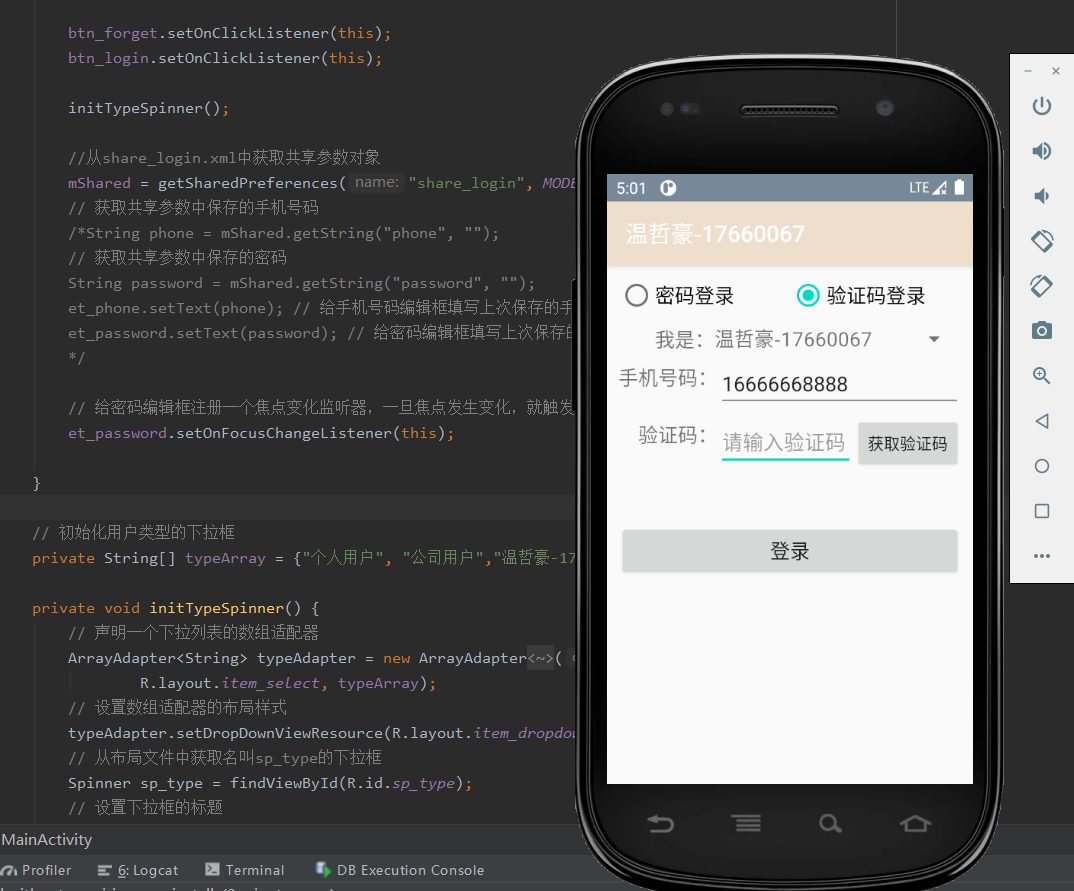 btn_forget.setOnClickListener(this);
btn_login.setOnClickListener(this);
initTypeSpinner();
//从share_login.xml中获取共享参数对象
mShared = getSharedPreferences( name: "share_login", MODE
// 获取共享参数中保存的手机号码
/*String phone = mShared.getString("phone", "");
// 获取共享参数中保存的密码
String password = mShared.getString("password", "");
et_phone.setText(phone); // 给手机号码编辑框填写上次保存的手
et_password.setText(password); // 给密码编辑框填写上次保存的
*/
// 给密码编辑框注册一个焦点变化监听器，一旦焦点发生变化，就触发
et_password.setOnFocusChangeListener(this);
}
// 初始化用户类型的下拉框
private String[] typeArray = {"个人用户", "公司用户","温哲豪-17
private void initTypeSpinner() {
// 声明一个下拉列表的数组适配器
ArrayAdapter<String> typeAdapter = new ArrayAdapter<~>(
R.layout.item_select, typeArray);
// 设置数组适配器的布局样式
typeAdapter.setDropDownViewResource(R.layout.item_dropdow
// 从布局文件中获取名叫sp_type的下拉框
Spinner sp_type = findViewById(R.id.sp_type);
// 设置下拉框的标题
MainActivity
Profiler
6: Logcat
Terminal
DB Execution Console
5:01
LTE
温哲豪-17660067
密码登录
验证码登录
我是：
温哲豪-17660067
手机号码：
16666668888
验证码：
请输入验证码
获取验证码
登录